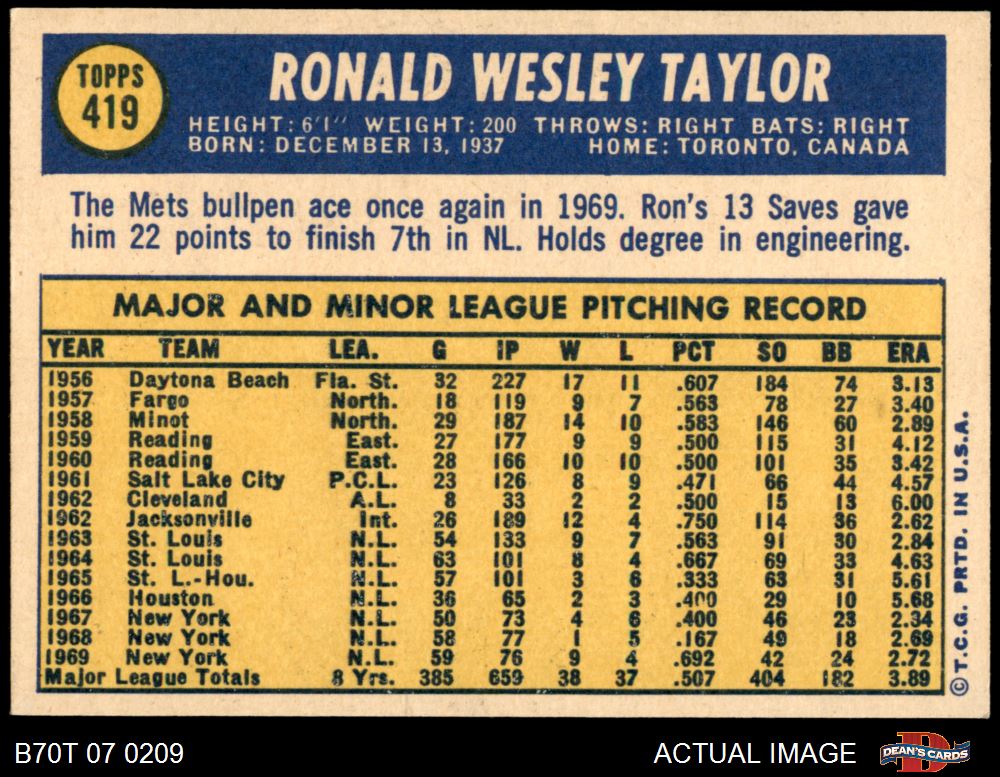 TOPPS
419
RONALD WESLEY TAYLOR
HEIGHT: 6'1" WEIGHT: 200 THROWS: RIGHT BATS: RIGHT
BORN: DECEMBER 13, 1937 HOME: TORONTO, CANADA
The Mets bullpen ace once again in 1969. Ron's 13 Saves gave
him 22 points to finish 7th in NL. Holds degree in engineering.
MAJOR AND MINOR LEAGUE PITCHING RECORD
YEAR TEAM LEA. G IP W L PCT SO BB ERA
1956 Daytona Beach Fla. St. 32 227 17 11 .607 184 74 3.13
1957 Fargo North. 18 119 9 7 .563 78 27 3.40
1958 Minot North. 29 187 14 10 .583 146 60 2.89
1959 Reading East. 27 177 9 9 .500 115 31 4.12
1960 Reading East. 28 166 10 10 .500 101 35 3.42
1961 Salt Lake City P.C.L. 23 126 8 9 .471 66 44 4.57
1962 Cleveland A.L. 8 33 2 2 .500 15 13 6.00
1962 Jacksonville Int. 26 189 12 4 .750 114 36 2.62
1963 St. Louis N.L. 54 133 9 7 .563 91 30 2.84
1964 St. Louis N.L. 63 101 8 4 .667 69 33 4.63
1965 St. L.-Hou. N.L. 57 101 3 6 .333 63 31 5.61
1966 Houston N.L. 36 65 2 3 .400 29 10 5.68
1967 New York N.L. 50 73 4 6 .400 46 23 2.34
1968 New York N.L. 58 77 1 5 .167 49 18 2.69
1969 New York N.L. 59 76 9 4 .692 42 24 2.72
Major League Totals 8 Yrs. 385 659 38 37 .507 404 182 3.89
© T.C.G. PRTD. IN U.S.A.
B70T 07 0209 ACTUAL IMAGE
DEAN'S CARDS